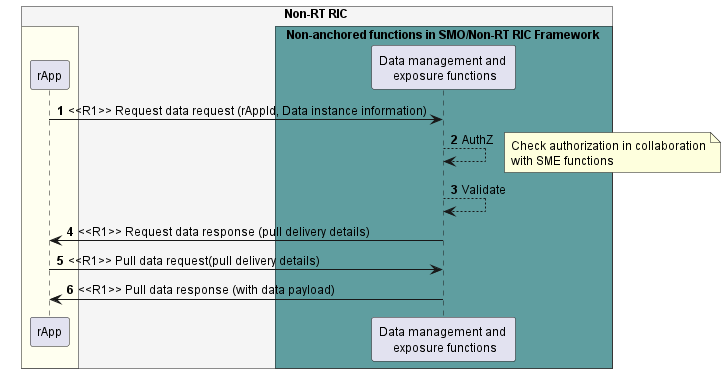 Non-RT RIC
Non-anchored functions in SMO/Non-RT RIC Framework
rApp
Data management and
exposure functions
1 <<R1>> Request data request (rAppId, Data instance information)
2 AuthZ
Check authorization in collaboration
with SME functions
3 Validate
4 <<R1>> Request data response (pull delivery details)
5 <<R1>> Pull data request(pull delivery details)
6 <<R1>> Pull data response (with data payload)
rApp
Data management and
exposure functions